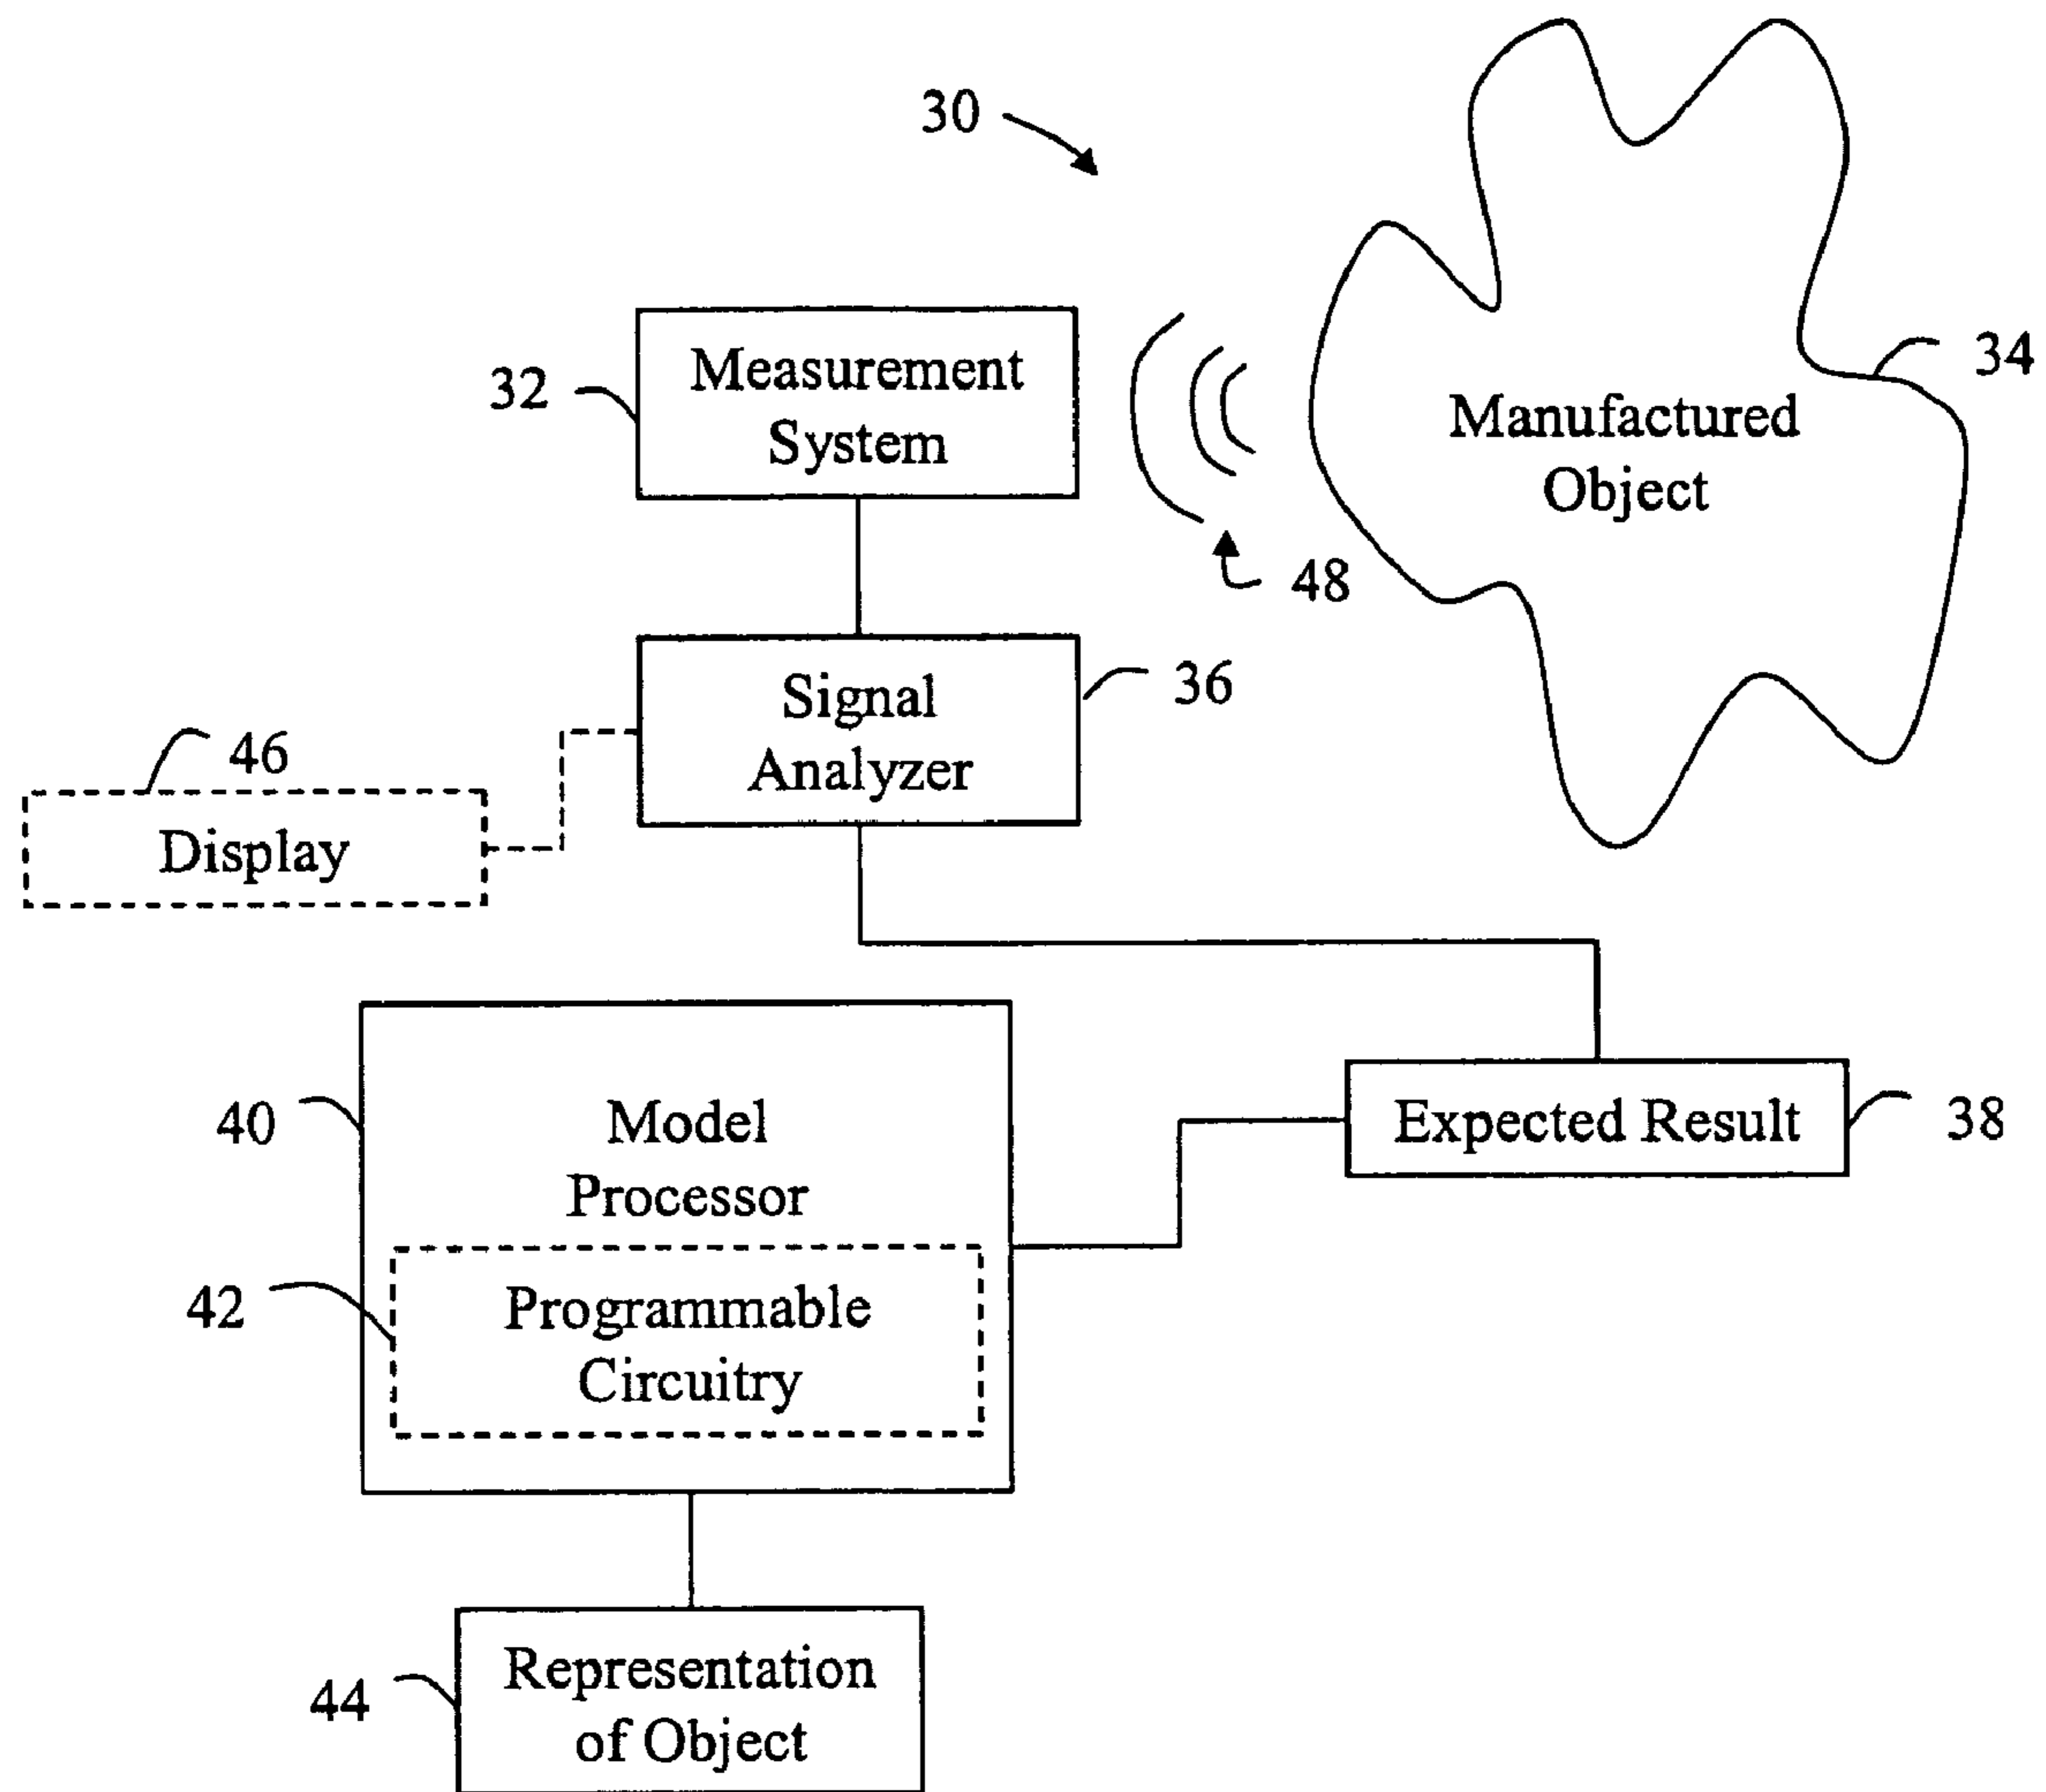 30
Measurement
System
32
34
Manufactured
Object
48
Signal
Analyzer
36
46
Display
40
Model
Processor
Expected Result
38
42
Programmable
Circuitry
44
Representation
of Object